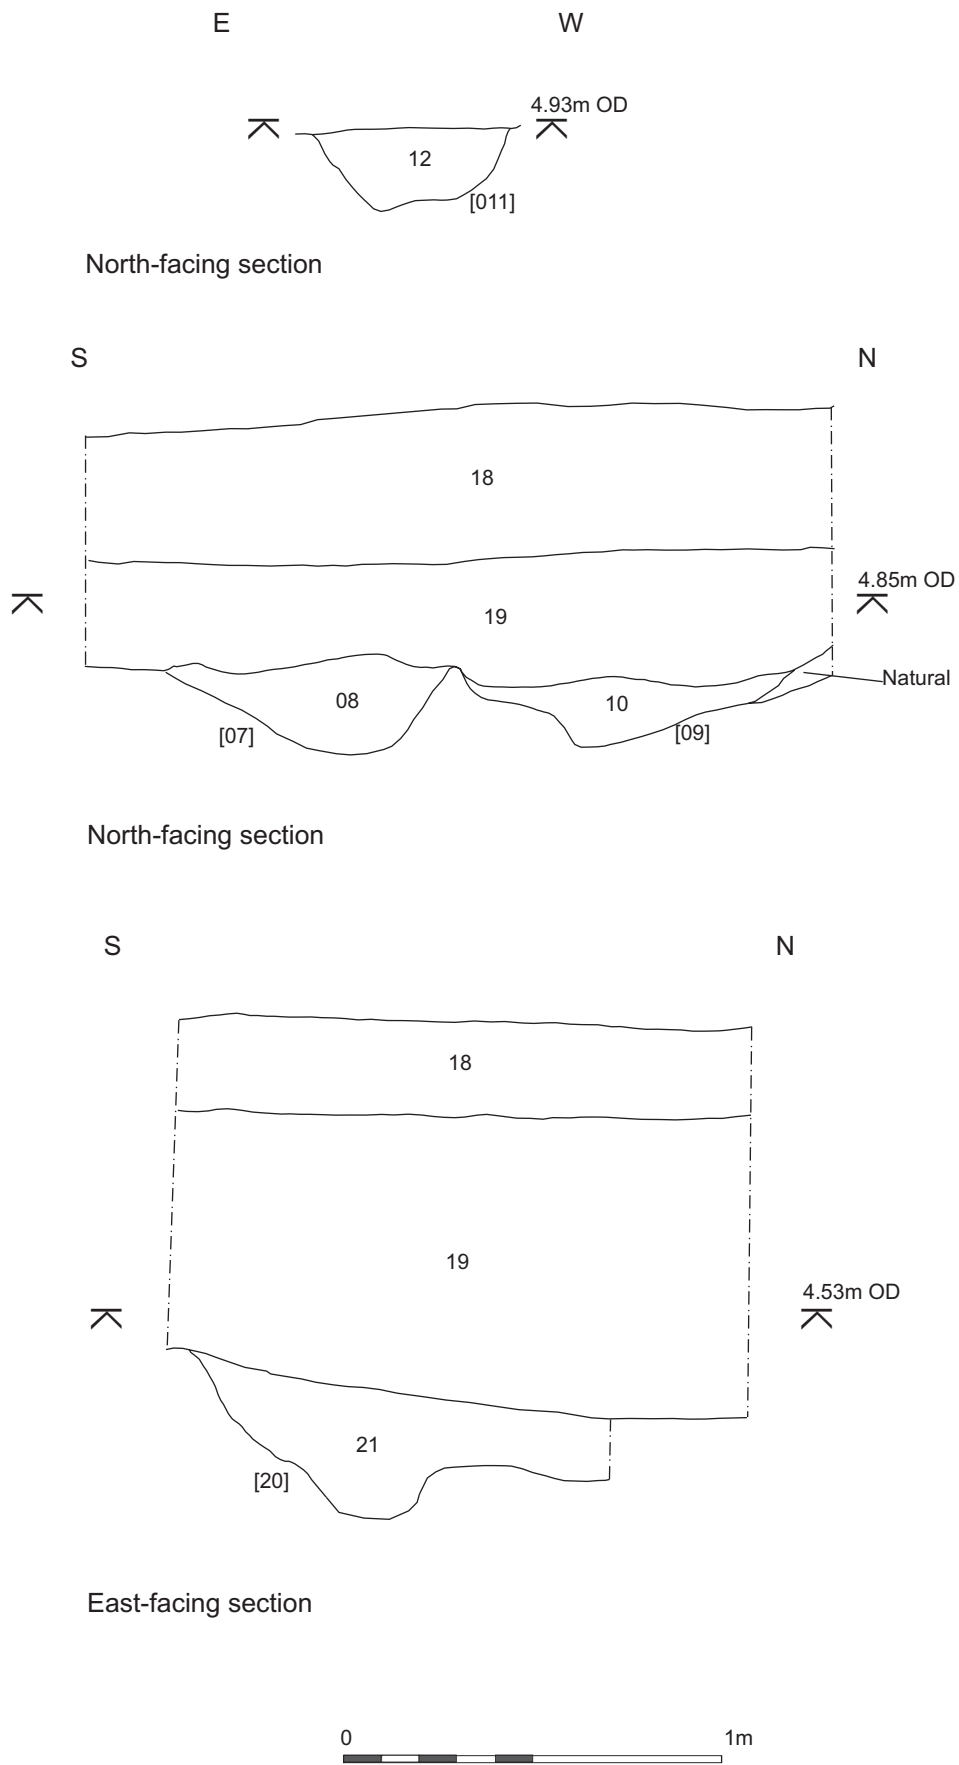 E W
4.93m OD
12
[011]
North-facing section
S N
18
4.85m OD
19
Natural
08
10
[07]
[09]
North-facing section
S N
18
19
4.53m OD
21
[20]
East-facing section
0 1m